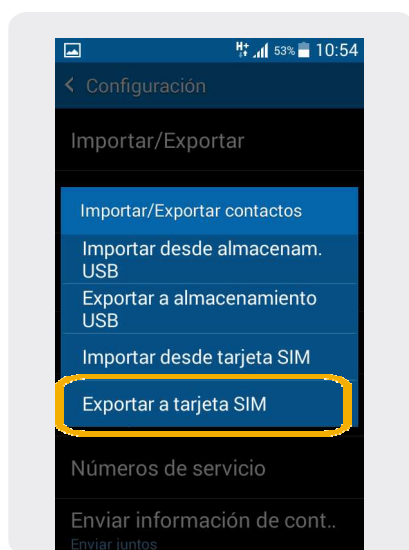 H+ 53% 10:54
Configuración
Importar/Exportar
Importar/Exportar contactos
Importar desde almacenam.
USB
Exportar a almacenamiento
USB
Importar desde tarjeta SIM
Exportar a tarjeta SIM
Números de servicio
Enviar información de cont..
Enviar juntos